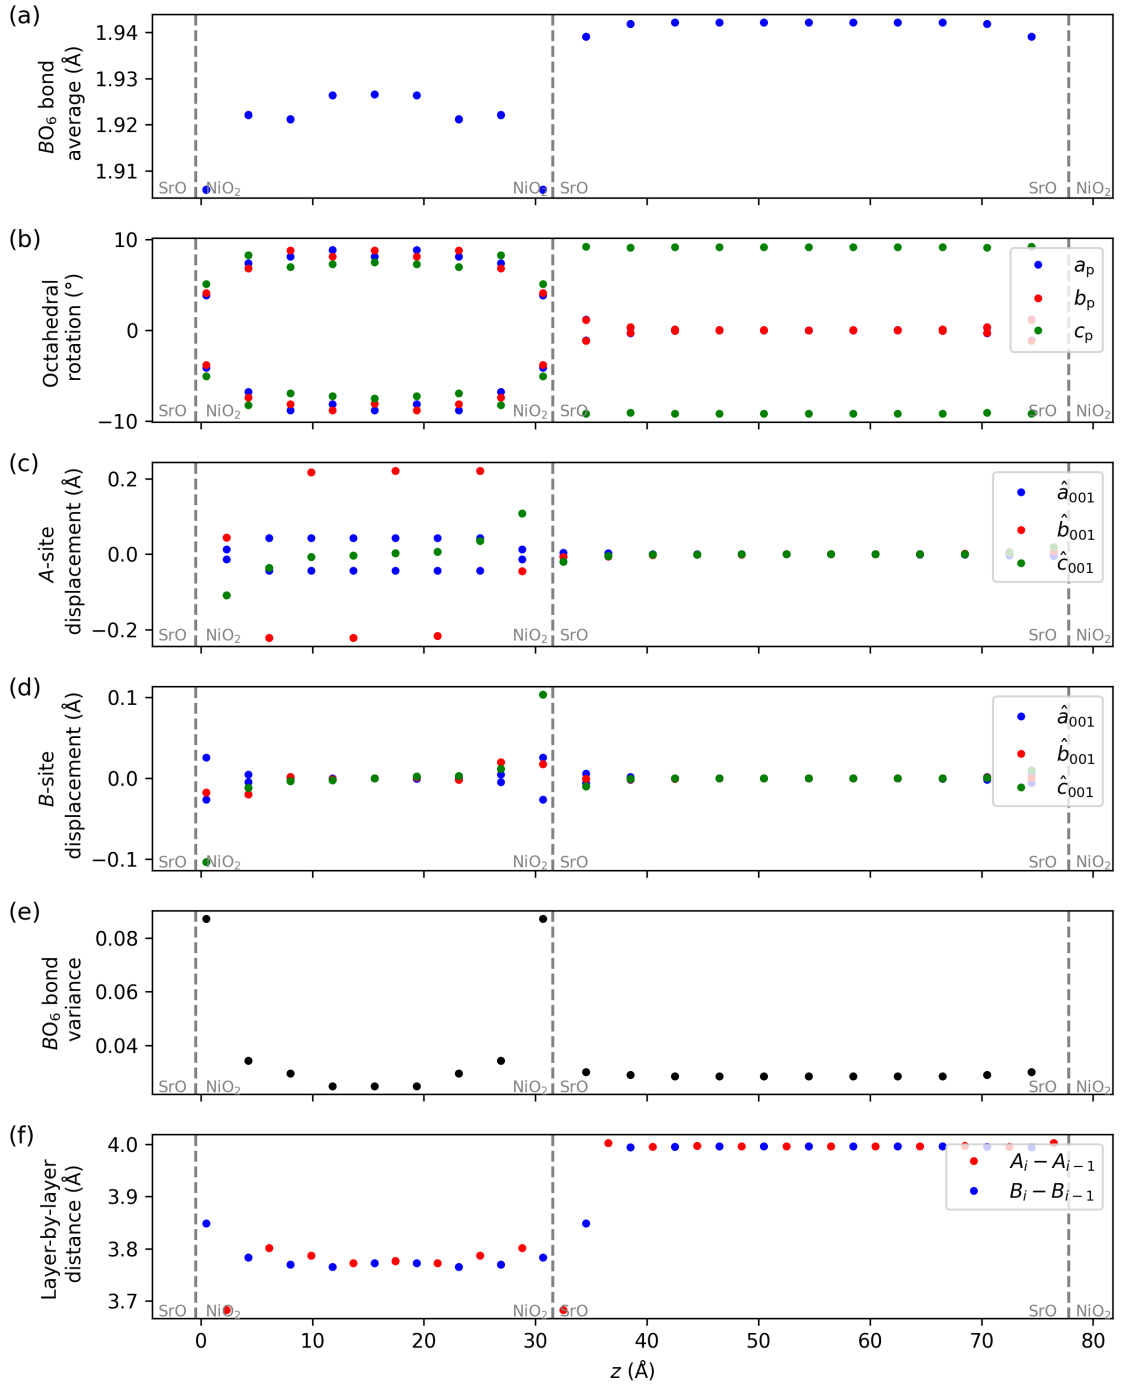 (a)
BO₆ bond
average (Å)
1.94
1.93
1.92
1.91
SrO
NiO₂
NiO₂
SrO
SrO
NiO₂
(b)
Octahedral
rotation (°)
10
0
−10
SrO
NiO₂
NiO₂
SrO
SrO
NiO₂
aₚ
bₚ
cₚ
(c)
A-site
displacement (Å)
0.2
0.0
−0.2
SrO
NiO₂
NiO₂
SrO
SrO
NiO₂
â₀₀₁
b̂₀₀₁
ĉ₀₀₁
(d)
B-site
displacement (Å)
0.1
0.0
−0.1
SrO
NiO₂
NiO₂
SrO
SrO
NiO₂
â₀₀₁
b̂₀₀₁
ĉ₀₀₁
(e)
BO₆ bond
variance
0.08
0.06
0.04
SrO
NiO₂
NiO₂
SrO
SrO
NiO₂
(f)
Layer-by-layer
distance (Å)
4.0
3.9
3.8
3.7
SrO
NiO₂
NiO₂
SrO
SrO
NiO₂
Aᵢ − Aᵢ₋₁
Bᵢ − Bᵢ₋₁
0
10
20
30
40
50
60
70
80
z (Å)